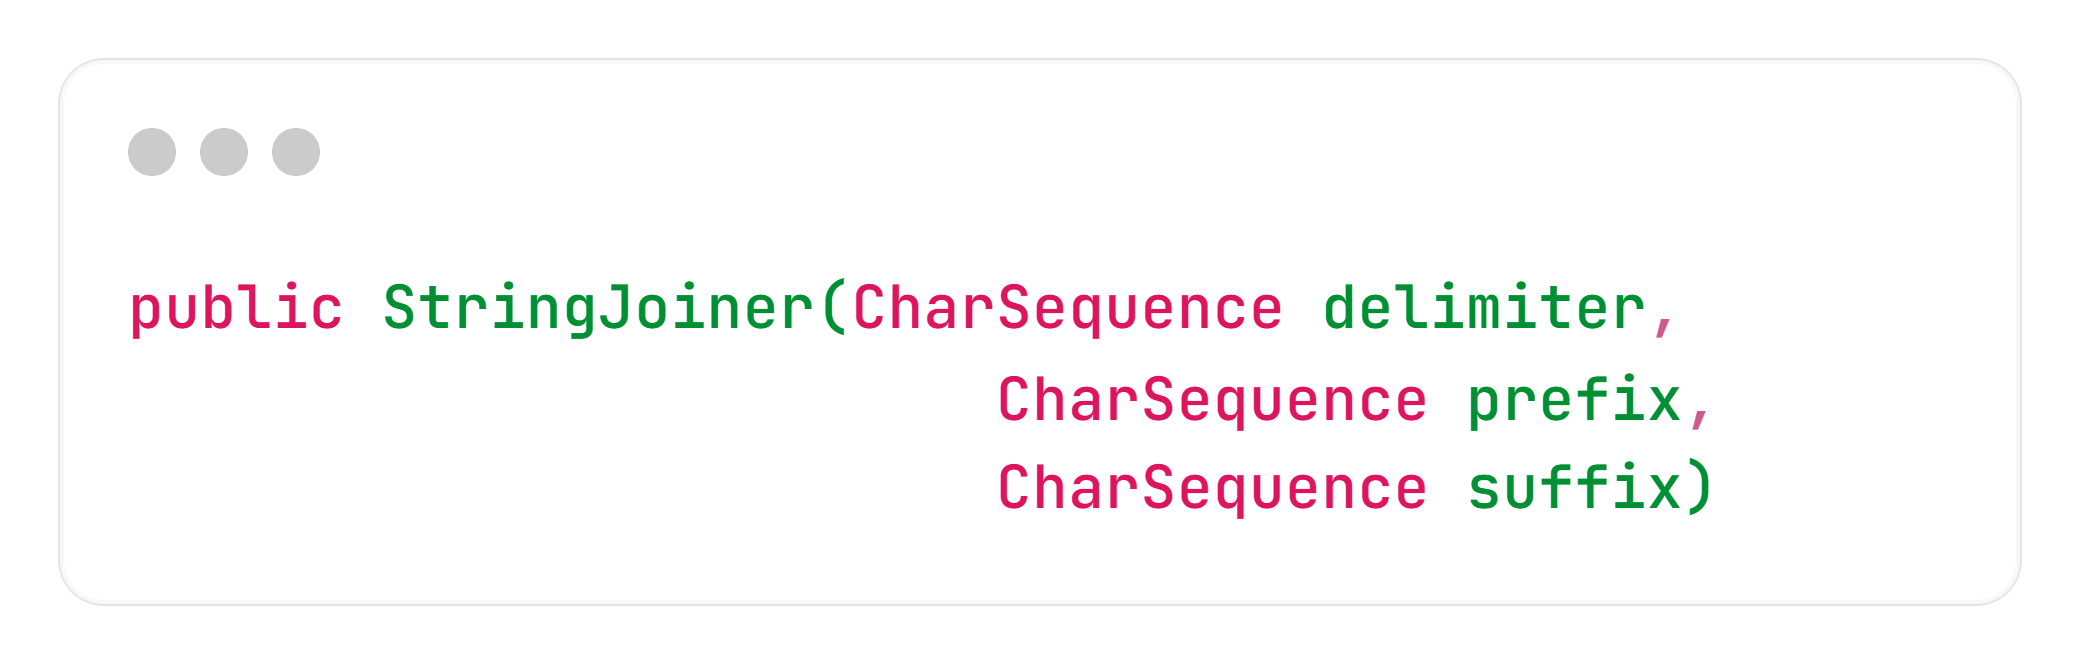 public StringJoiner(CharSequence delimiter,
                        CharSequence prefix,
                        CharSequence suffix)